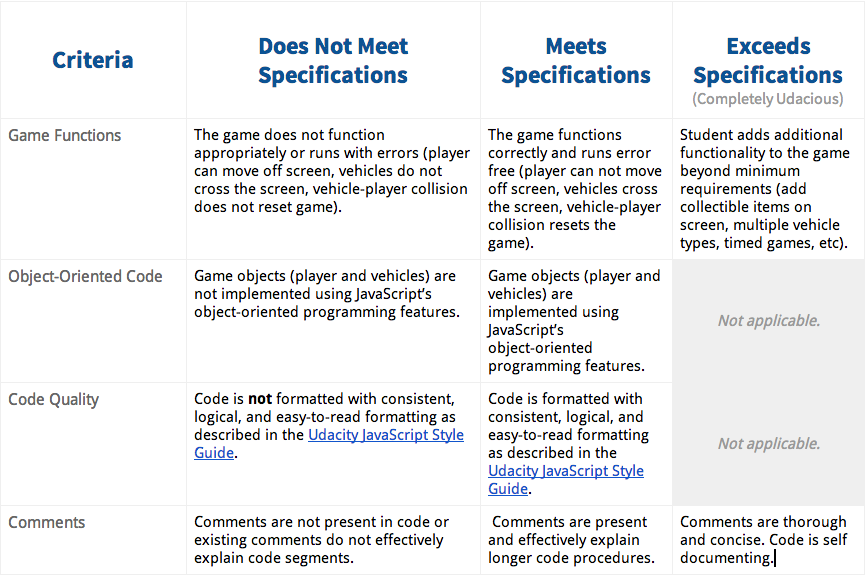 Criteria
Does Not Meet
Specifications
Meets
Specifications
Exceeds
Specifications
(Completely Udacious)
Game Functions
The game does not function
appropriately or runs with errors (player
can move off screen, vehicles do not
cross the screen, vehicle-player collision
does not reset game).
The game functions
correctly and runs error
free (player can not move
off screen, vehicles cross
the screen, vehicle-player
collision resets the
game).
Student adds additional
functionality to the game
beyond minimum
requirements (add
collectible items on
screen, multiple vehicle
types, timed games, etc).
Object-Oriented Code
Game objects (player and vehicles) are
not implemented using JavaScript's
object-oriented programming features.
Game objects (player and
vehicles) are
implemented using
JavaScript's
object-oriented
programming features.
Not applicable.
Code Quality
Code is not formatted with consistent,
logical, and easy-to-read formatting as
described in the Udacity JavaScript Style
Guide.
Code is formatted with
consistent, logical, and
easy-to-read formatting
as described in the
Udacity JavaScript Style
Guide.
Not applicable.
Comments
Comments are not present in code or
existing comments do not effectively
explain code segments.
Comments are present
and effectively explain
longer code procedures.
Comments are thorough
and concise. Code is self
documenting.